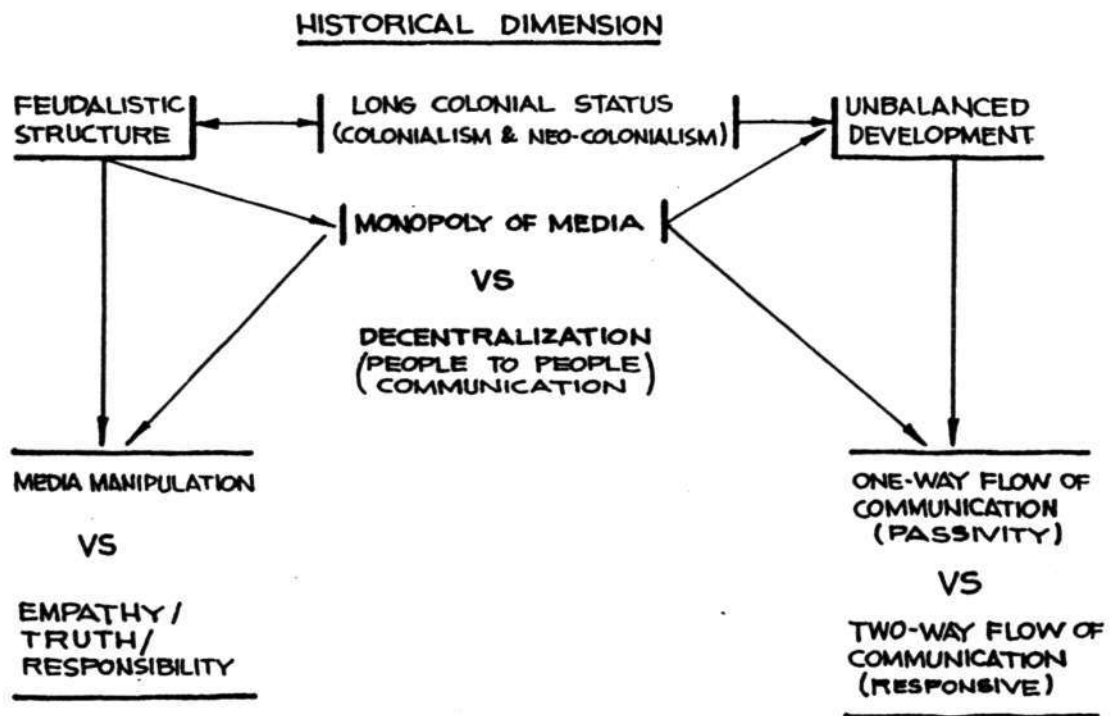 HISTORICAL DIMENSION
FEUDALISTIC
STRUCTURE
LONG COLONIAL STATUS
(COLONIALISM & NEO-COLONIALISM)
UNBALANCED
DEVELOPMENT
MONOPOLY OF MEDIA
VS
DECENTRALIZATION
(PEOPLE TO PEOPLE
COMMUNICATION)
MEDIA MANIPULATION
VS
EMPATHY/
TRUTH/
RESPONSIBILITY
ONE-WAY FLOW OF
COMMUNICATION
(PASSIVITY)
VS
TWO-WAY FLOW OF
COMMUNICATION
(RESPONSIVE)